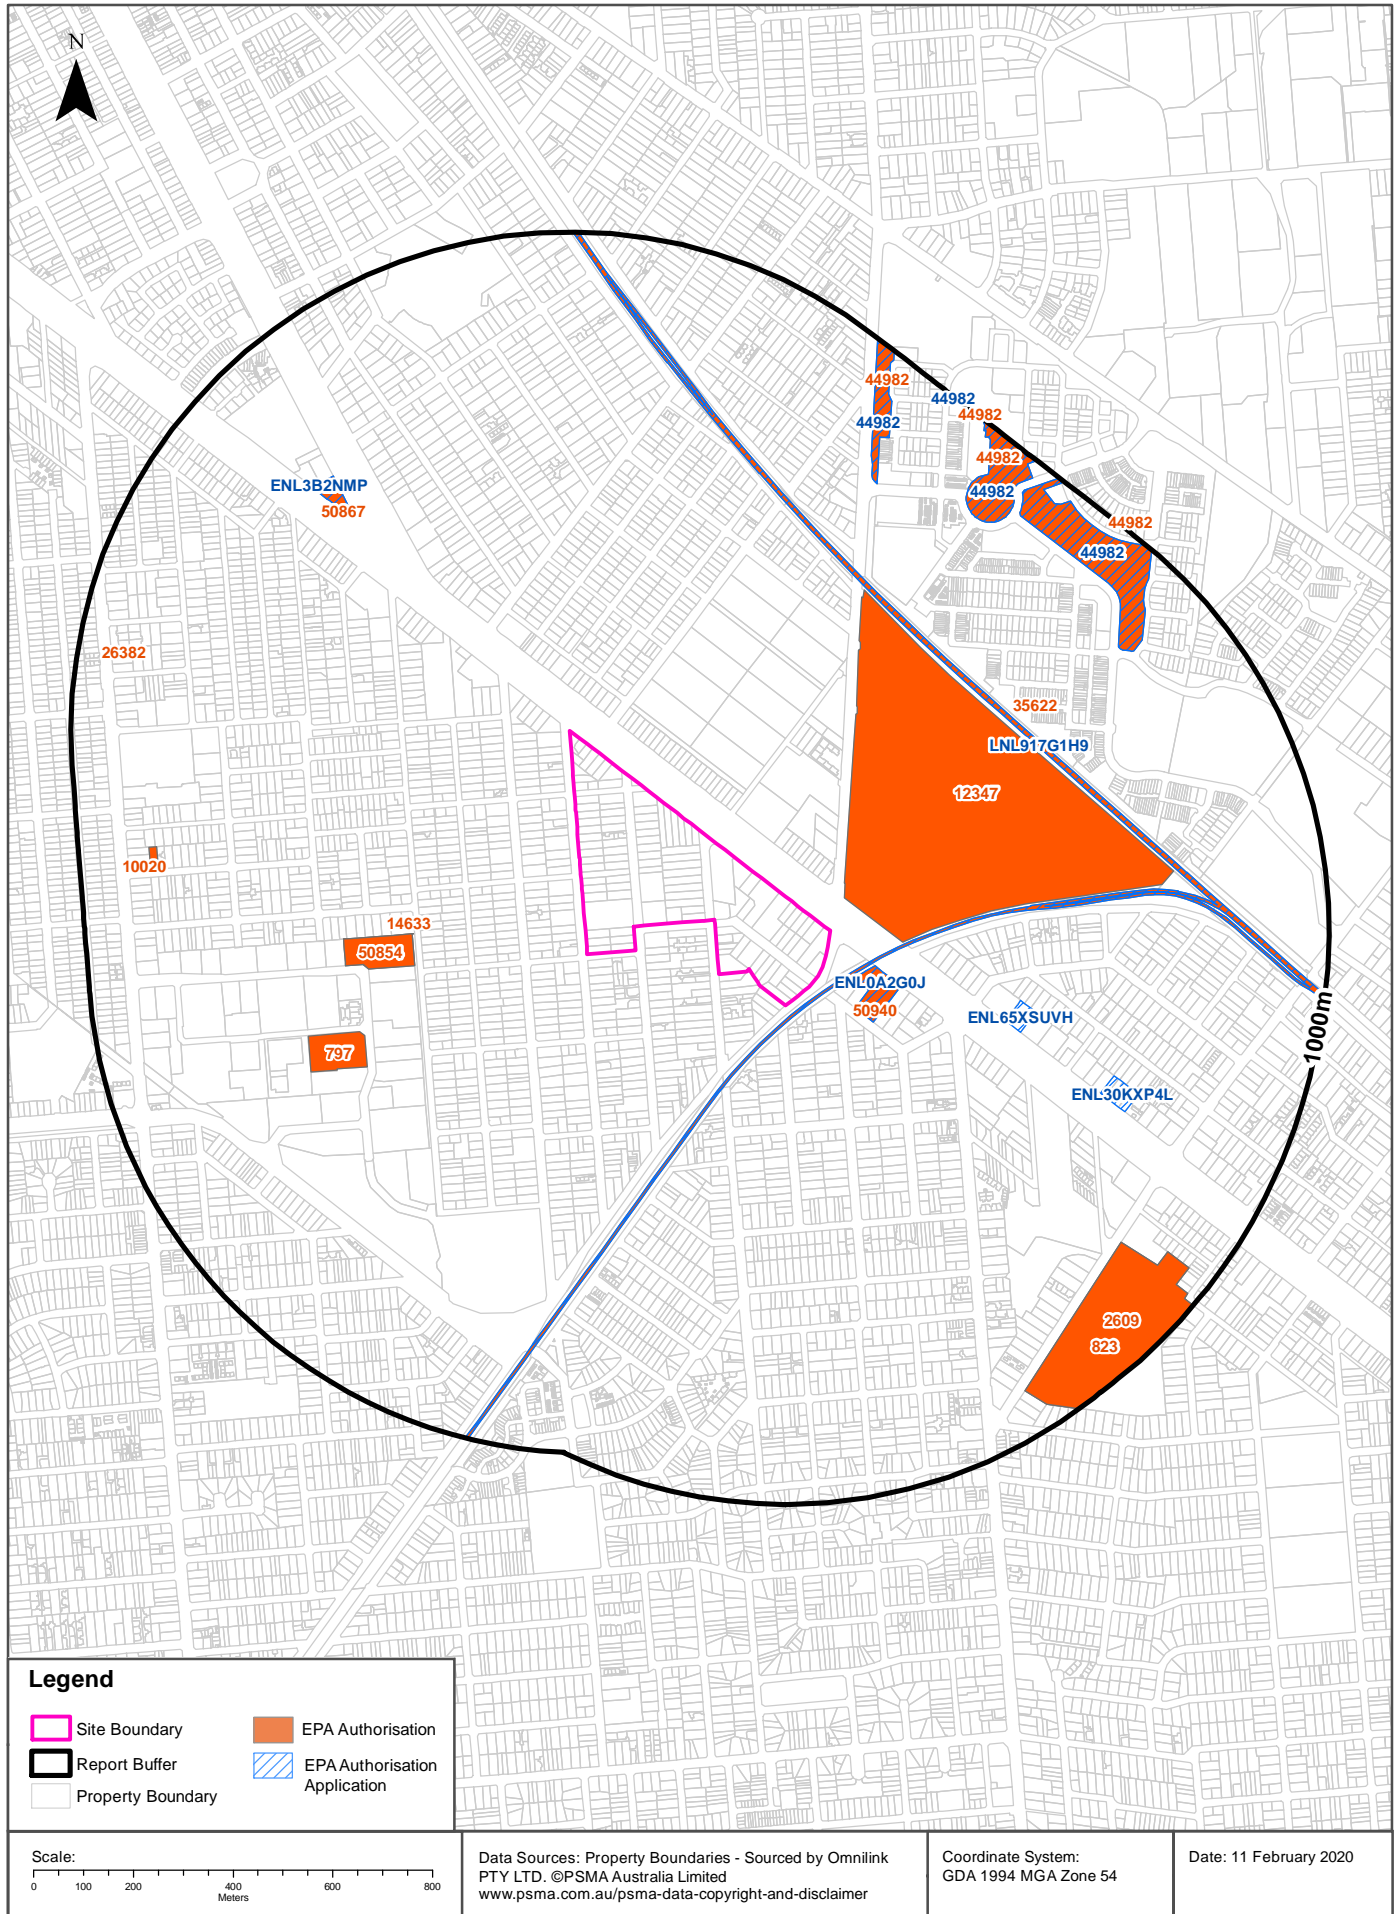 N
44982
44982
44982
44982
44982
44982
44982
44982
ENL3B2NMP
50867
26382
35622
LNL917G1H9
12347
10020
14633
50854
797
ENL0A2G0J
50940
ENL65XSUVH
1000m
ENL30KXP4L
2609
823
Legend
Site Boundary
Report Buffer
Property Boundary
EPA Authorisation
EPA Authorisation
Application
Scale:
0 100 200 400 600 800
Meters
Data Sources: Property Boundaries - Sourced by Omnilink
PTY LTD. ©PSMA Australia Limited
www.psma.com.au/psma-data-copyright-and-disclaimer
Coordinate System:
GDA 1994 MGA Zone 54
Date: 11 February 2020